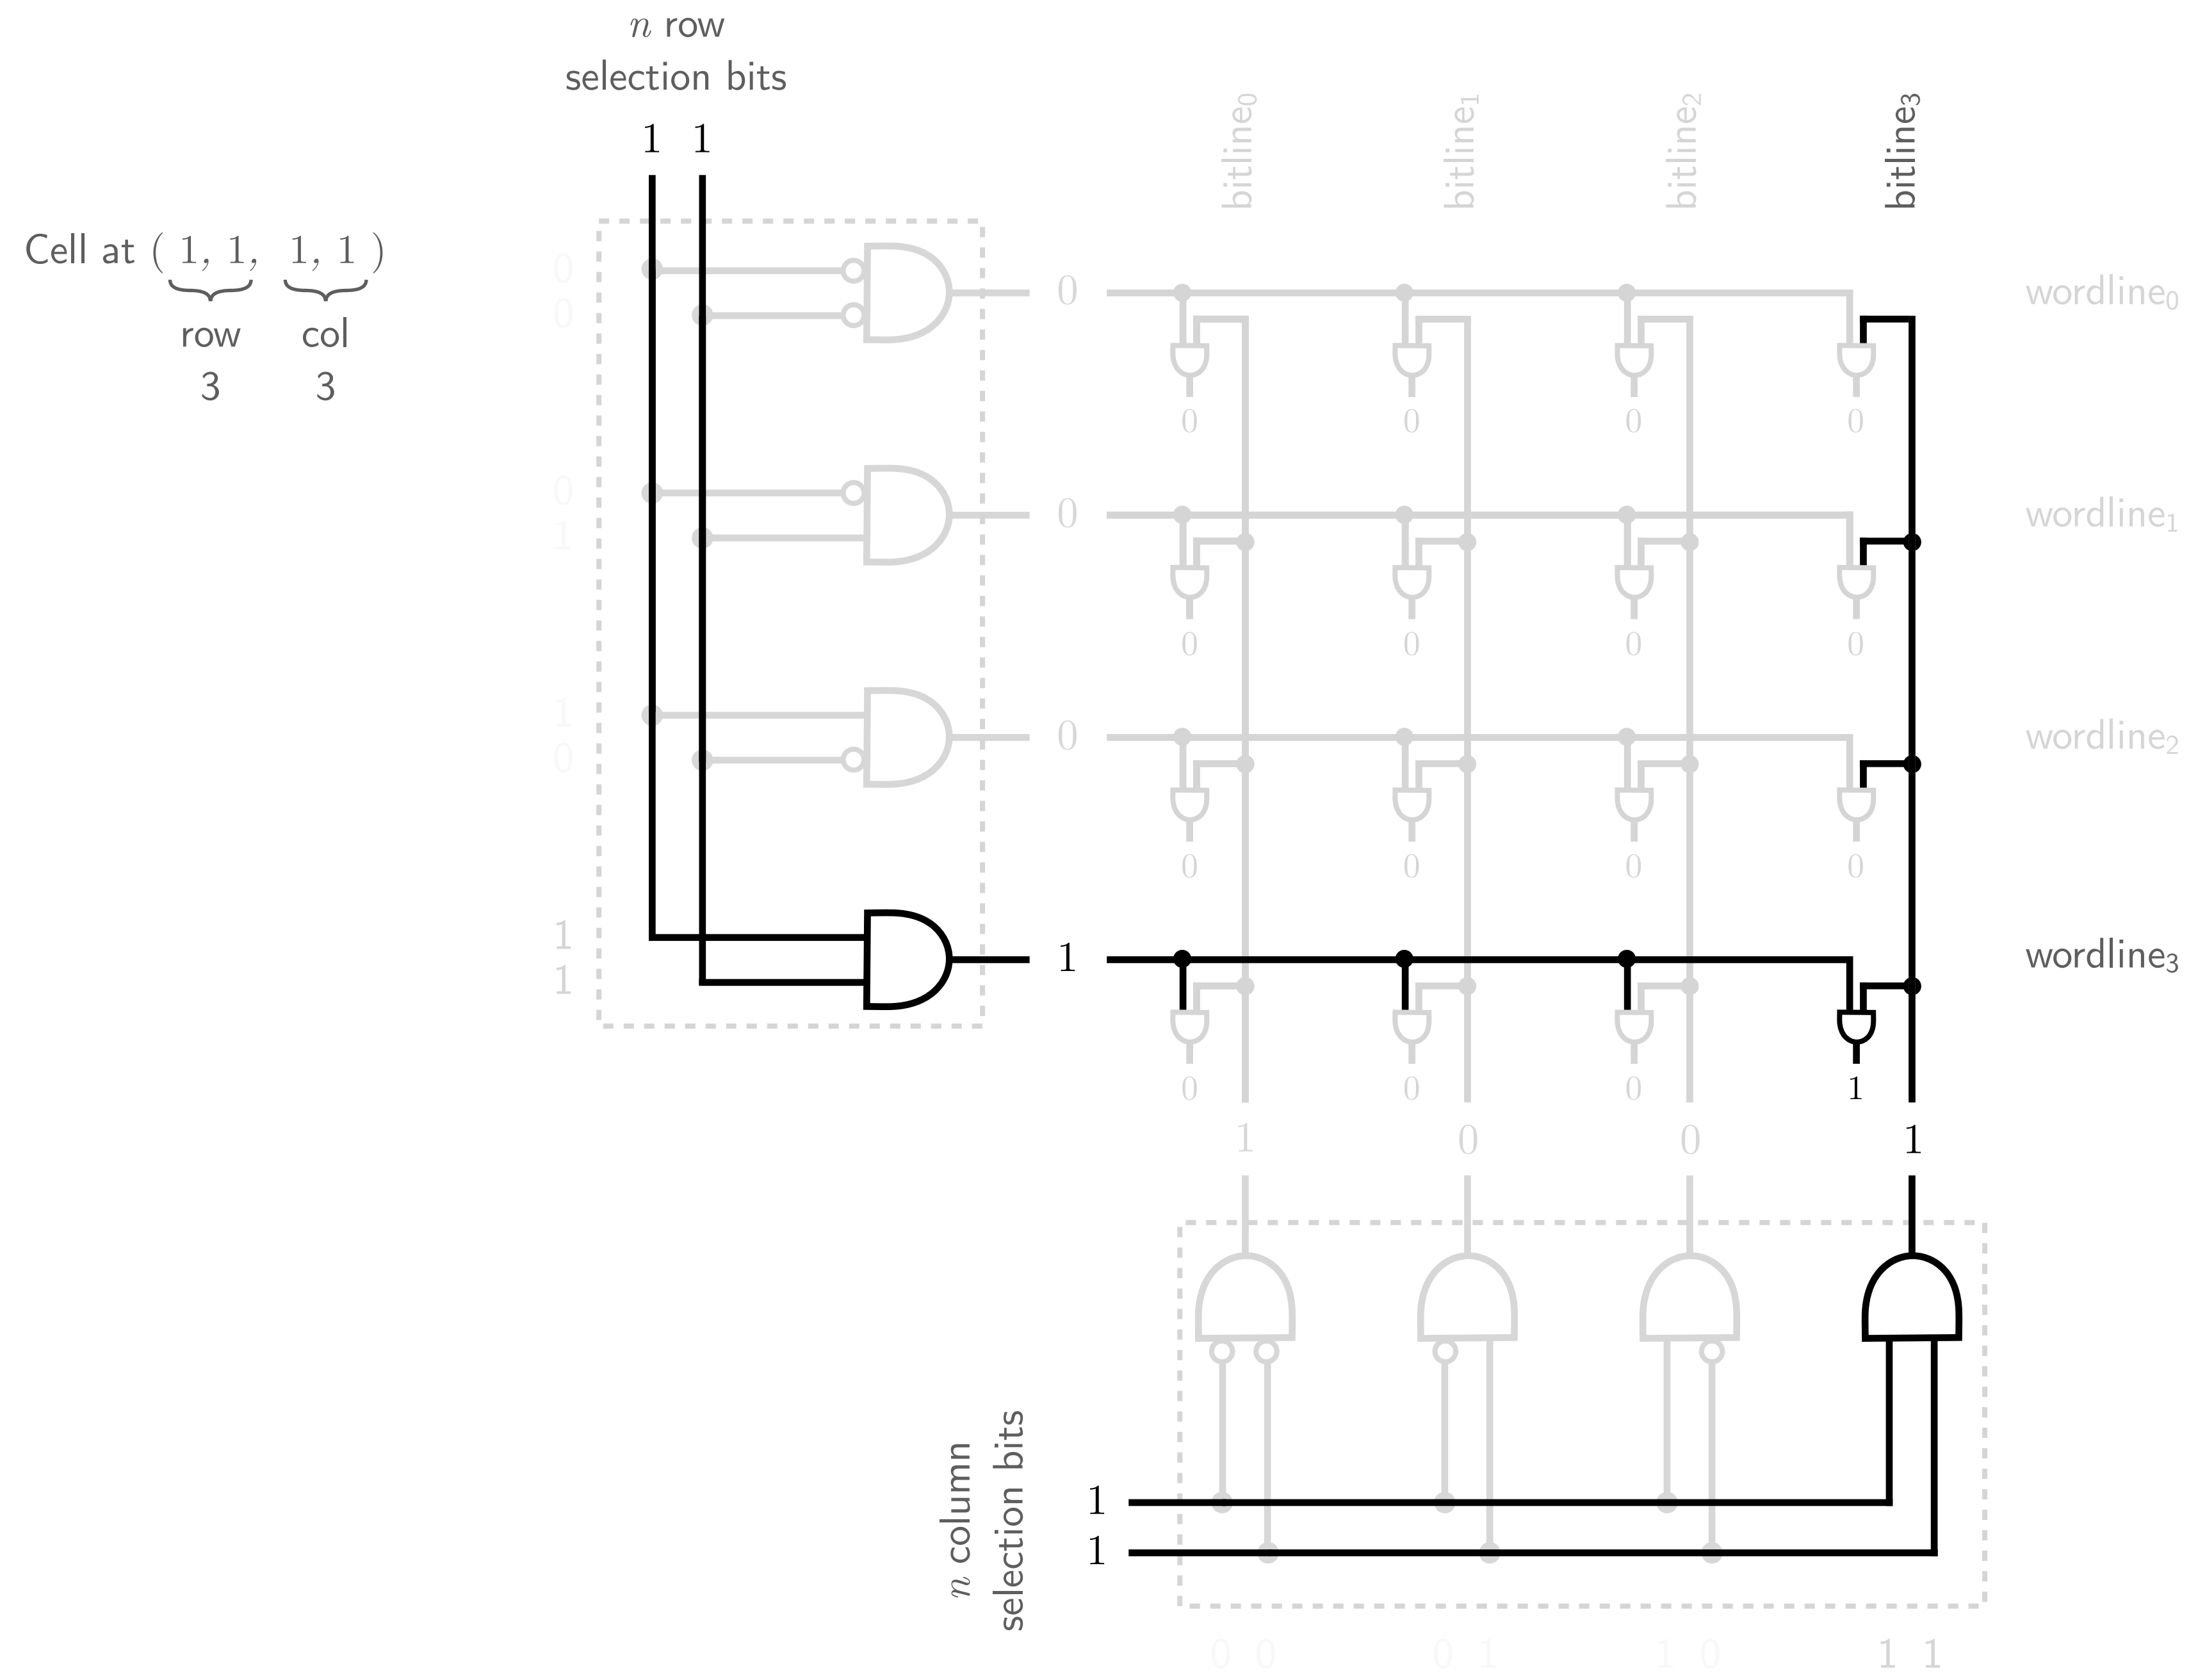 n row
selection bits
1 1
bitline0
bitline1
bitline2
bitline3
Cell at ( 1, 1, 1, 1 )
row col
3 3
0
0
0
wordline0
0 0 0 0
0
1
0
wordline1
0 0 0 0
1
0
0
wordline2
0 0 0 0
1
1
1
wordline3
0 0 0 1
1 0 0 1
n column
selection bits
1
1
0 0 0 1 1 0 1 1